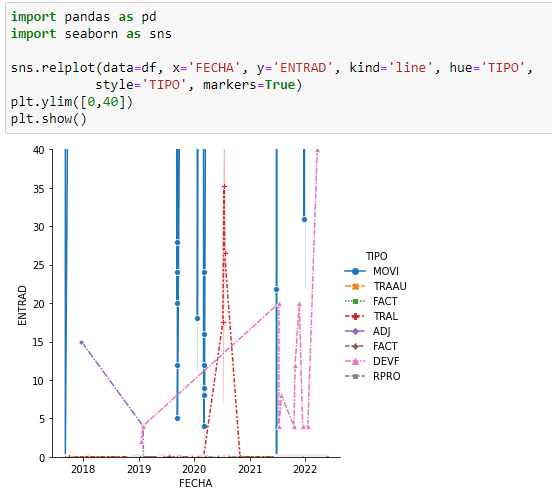 import pandas as pd
import seaborn as sns
sns.relplot(data=df, x='FECHA', y='ENTRAD', kind='line', hue='TIPO',
style='TIPO', markers=True)
plt.ylim([0,40])
plt.show()
40
35
30
25
20
15
10
5
0
ENTRAD
2018 2019 2020 2021 2022
FECHA
TIPO
MOVI
TRAAU
FACT
TRAL
ADJ
FACT
DEVF
RPRO